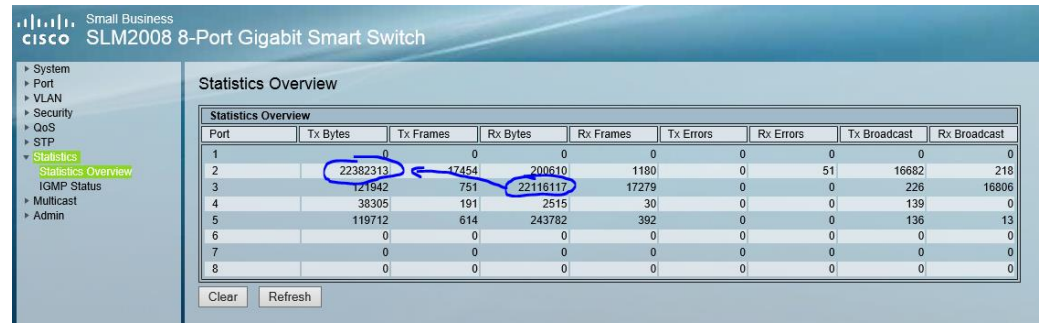 Small Business
CISCO SLM2008 8-Port Gigabit Smart Switch
System
Port
VLAN
Security
QoS
STP
Statistics
Statistics Overview
IGMP Status
Multicast
Admin
Statistics Overview
Statistics Overview
Port Tx Bytes Tx Frames Rx Bytes Rx Frames Tx Errors Rx Errors Tx Broadcast Rx Broadcast
1 0 0 0 0 0 0 0 0
2 22382313 17454 200610 1180 0 51 16682 218
3 121942 751 22116117 17279 0 0 226 16806
4 38305 191 2515 30 0 0 139 0
5 119712 614 243782 392 0 0 136 13
6 0 0 0 0 0 0 0 0
7 0 0 0 0 0 0 0 0
8 0 0 0 0 0 0 0 0
Clear Refresh